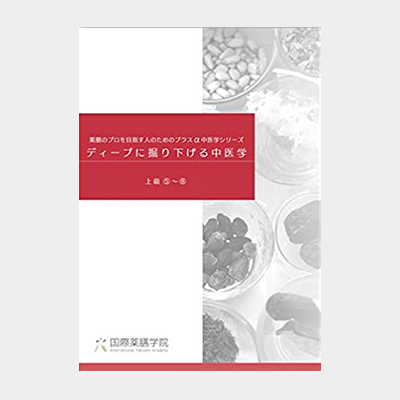 薬膳のプロを目指す人のためのプラスα中医学シリーズ
ディープに掘り下げる中医学
上級 ⑤〜⑧
国際薬膳学院
International Yakuzen Academy